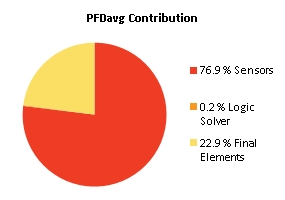 PFDavg Contribution
76.9% Sensors
0.2% Logic
Solver
22.9% Final
Elements